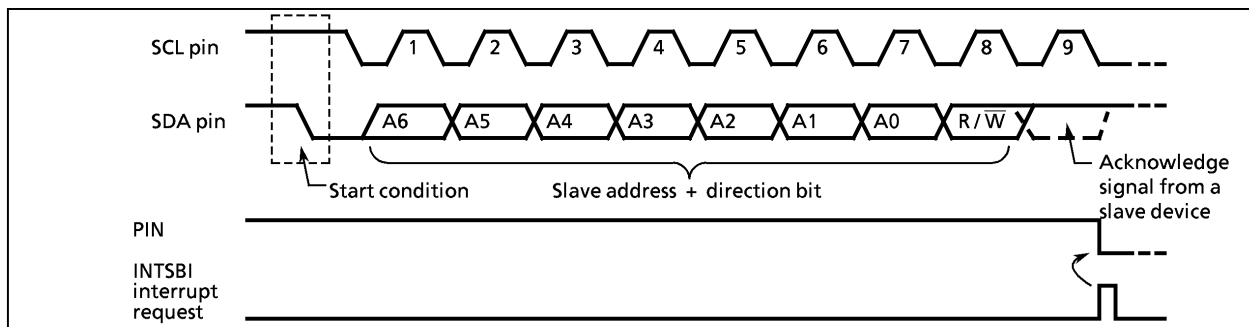 SCL pin
1 2 3 4 5 6 7 8 9
SDA pin
A6 A5 A4 A3 A2 A1 A0 R / W̅
Start condition
Slave address + direction bit
Acknowledge
signal from a
slave device
PIN
INTSBI
interrupt
request